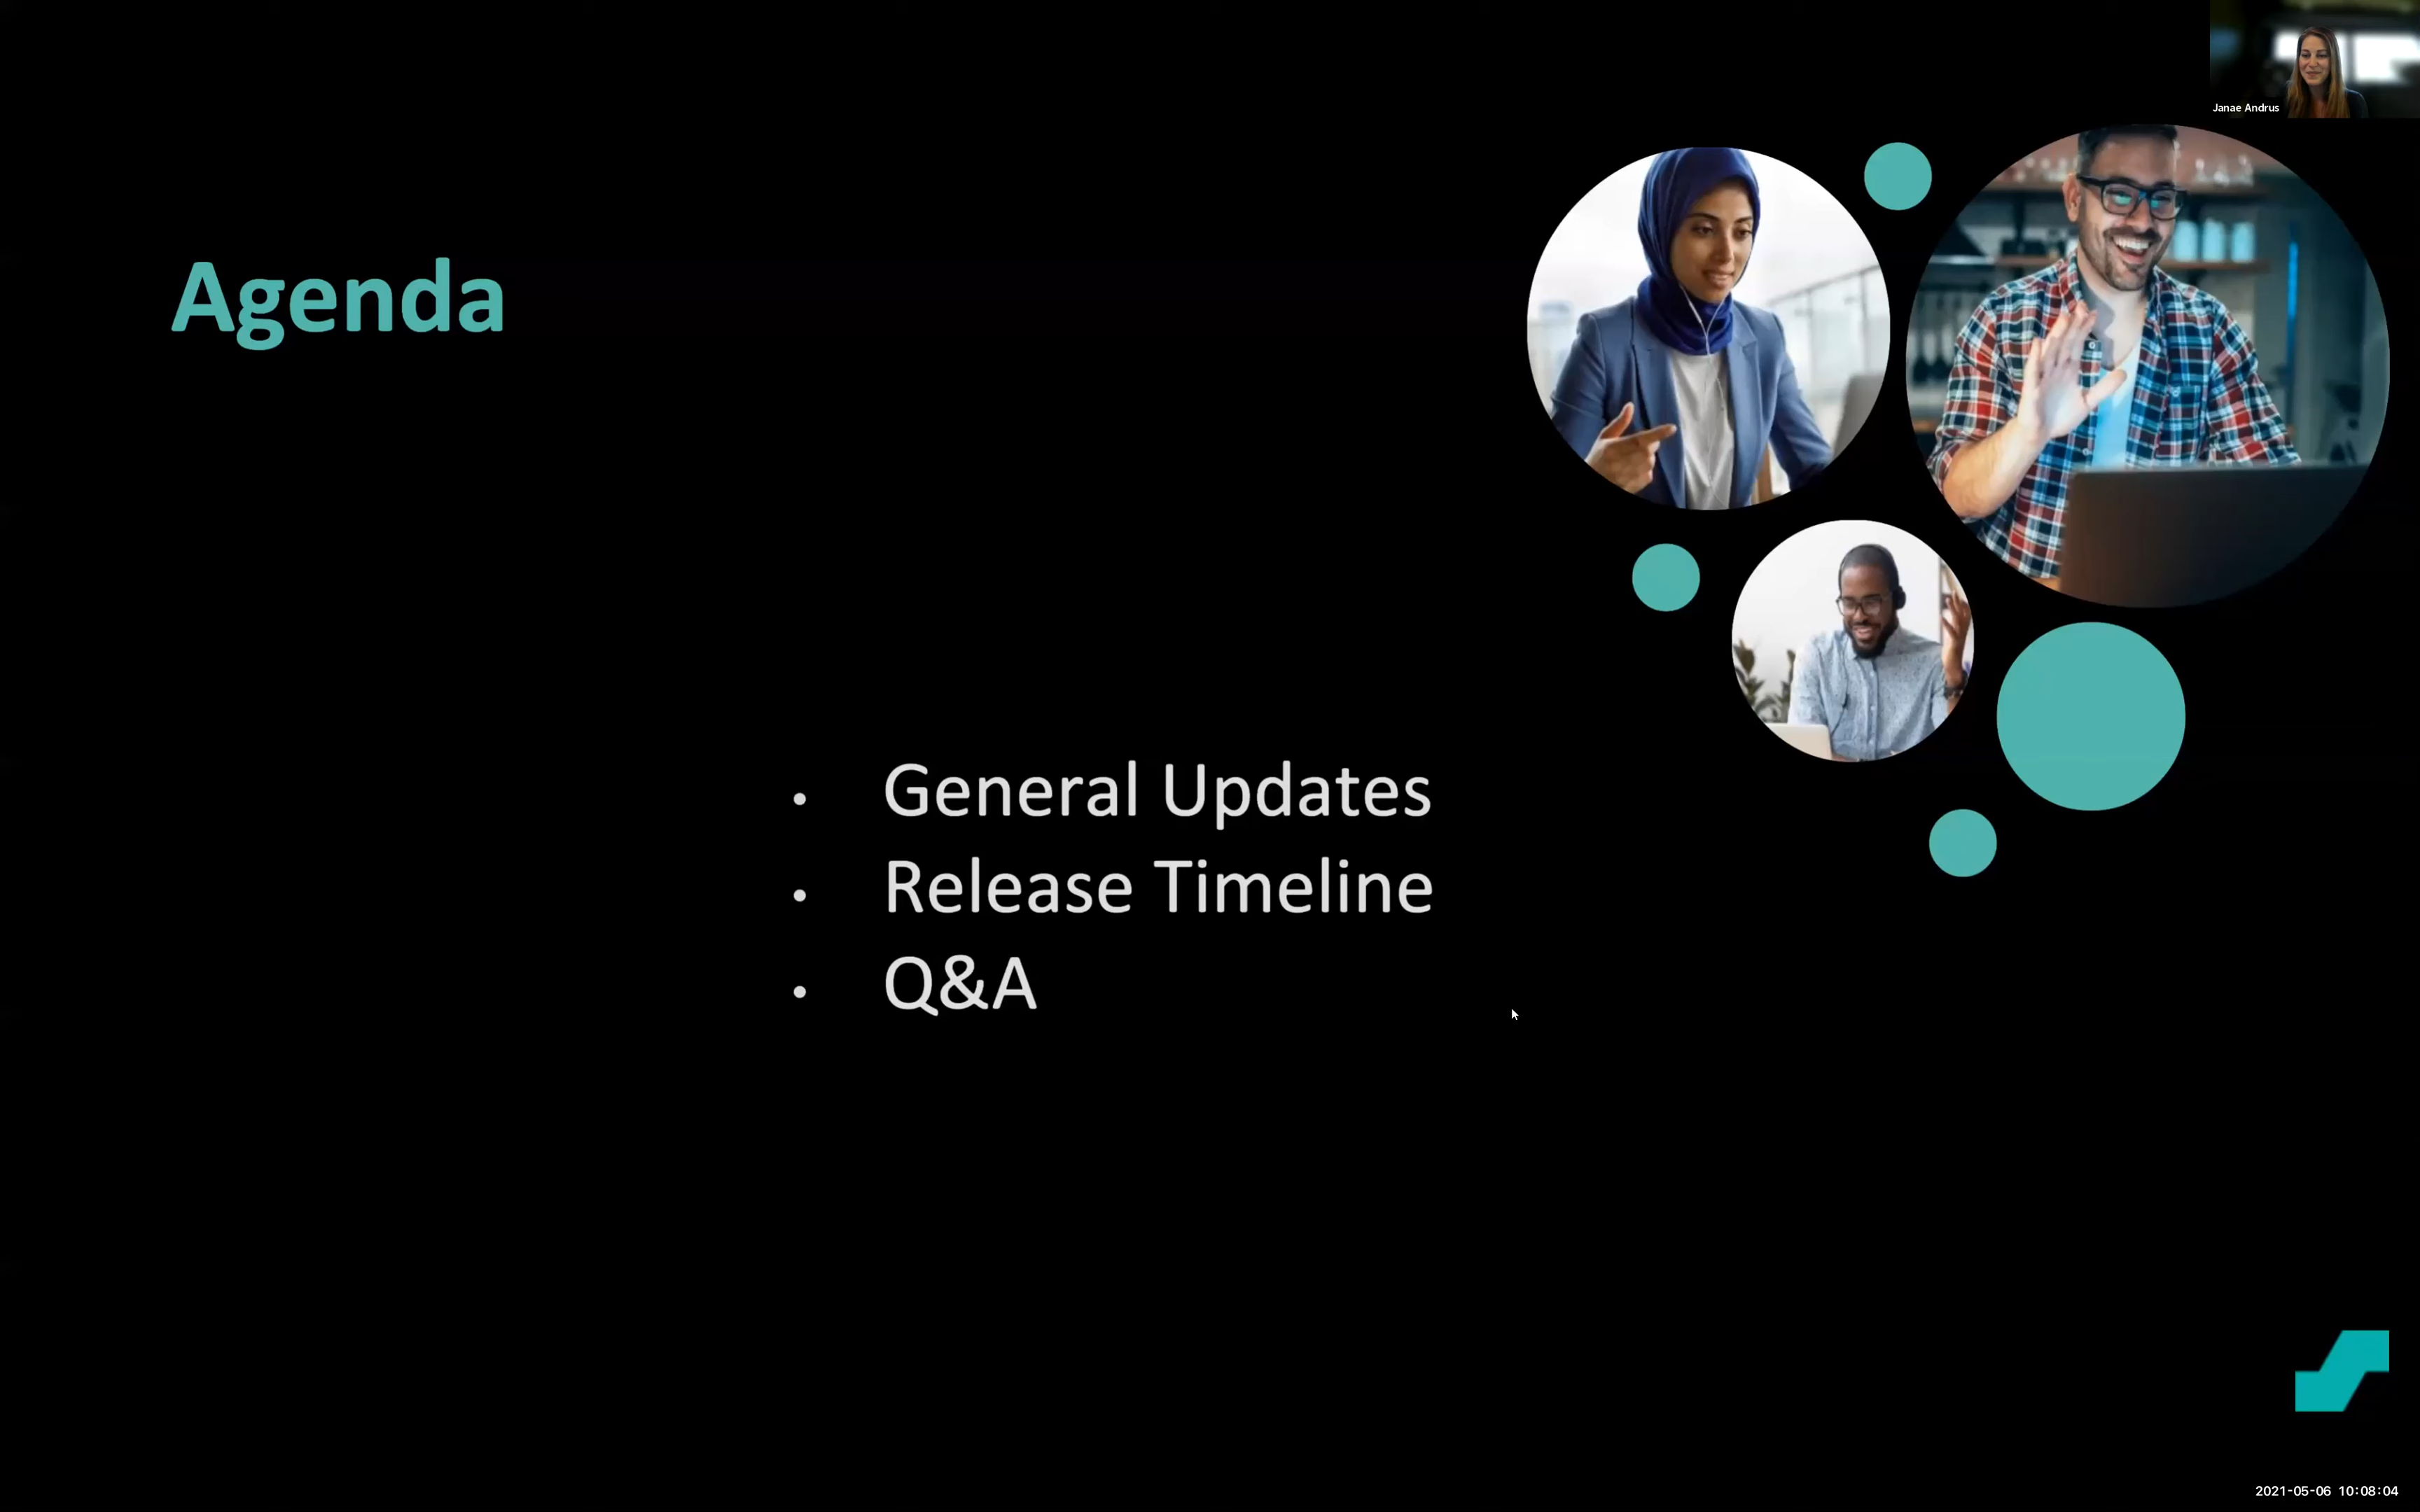 Janae Andrus
Agenda
• General Updates
• Release Timeline
• Q&A
2021-05-06 10:08:04